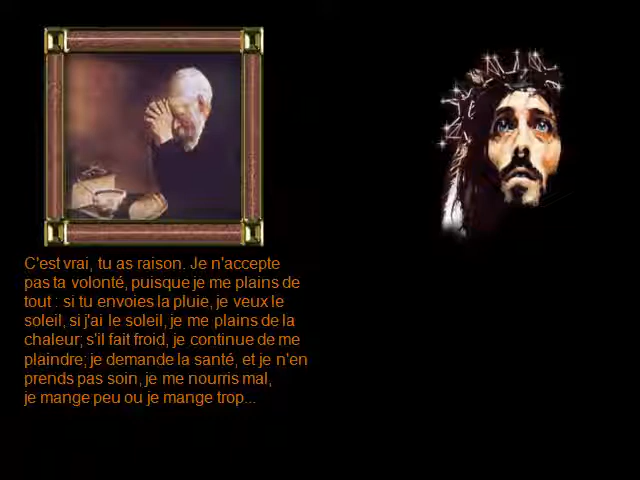 C'est vrai, tu as raison. Je n'accepte
pas ta volonté, puisque je me plains de
tout : si tu envoies la pluie, je veux le
soleil, si j'ai le soleil, je me plains de la
chaleur; s'il fait froid, je continue de me
plaindre; je demande la santé, et je n'en
prends pas soin, je me nourris mal,
je mange peu ou je mange trop...